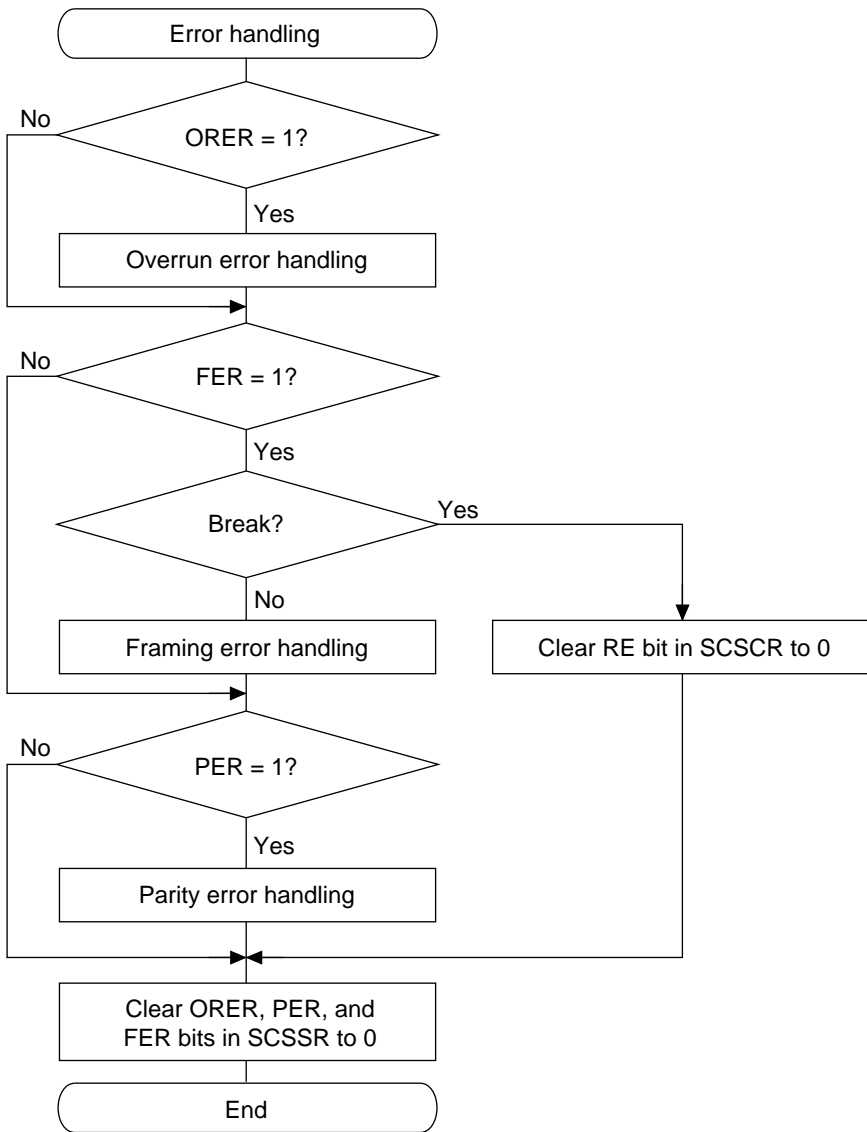 Error handling
No
ORER = 1?
Yes
Overrun error handling
No
FER = 1?
Yes
Break?
Yes
No
Framing error handling
Clear RE bit in SCSCR to 0
No
PER = 1?
Yes
Parity error handling
Clear ORER, PER, and
FER bits in SCSSR to 0
End